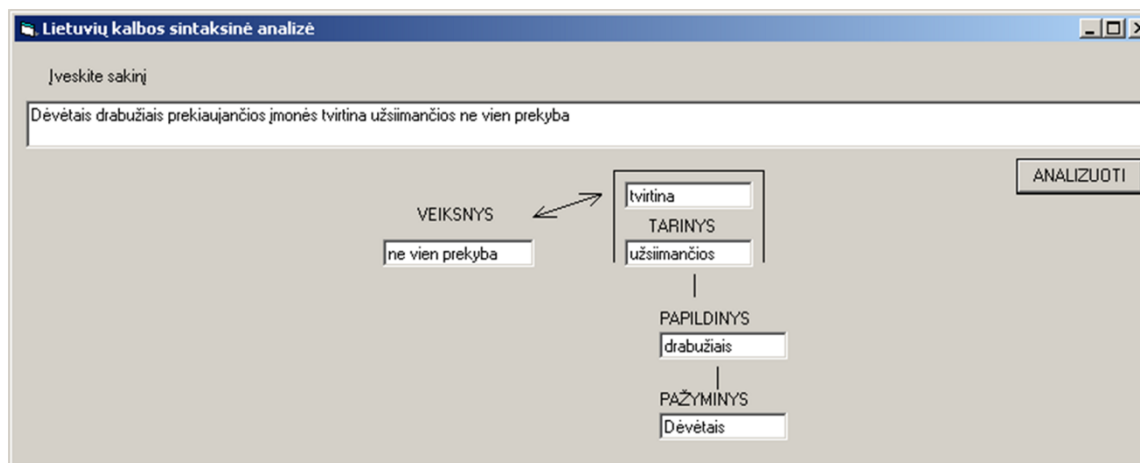 Lietuvių kalbos sintaksinė analizė
Įveskite sakinį
Dėvėtais drabužiais prekiaujančios įmonės tvirtina užsiimančios ne vien prekyba
ANALIZUOTI
tvirtina
VEIKSNYS
TARINYS
ne vien prekyba
užsiimančios
PAPILDINYS
drabužiais
PAŽYMINYS
Dėvėtais